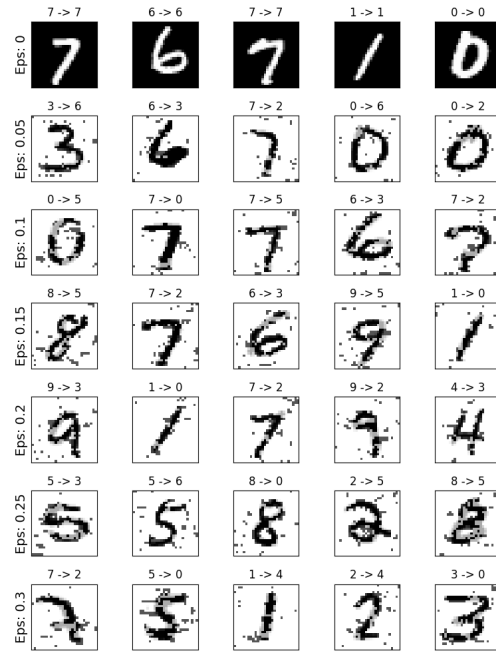 7 -> 7 6 -> 6 7 -> 7 1 -> 1 0 -> 0
Eps: 0
3 -> 6 6 -> 3 7 -> 2 0 -> 6 0 -> 2
Eps: 0.05
0 -> 5 7 -> 0 7 -> 5 6 -> 3 7 -> 2
Eps: 0.1
8 -> 5 7 -> 2 6 -> 3 9 -> 5 1 -> 0
Eps: 0.15
9 -> 3 1 -> 0 7 -> 2 9 -> 2 4 -> 3
Eps: 0.2
5 -> 3 5 -> 6 8 -> 0 2 -> 5 8 -> 5
Eps: 0.25
7 -> 2 5 -> 0 1 -> 4 2 -> 4 3 -> 0
Eps: 0.3